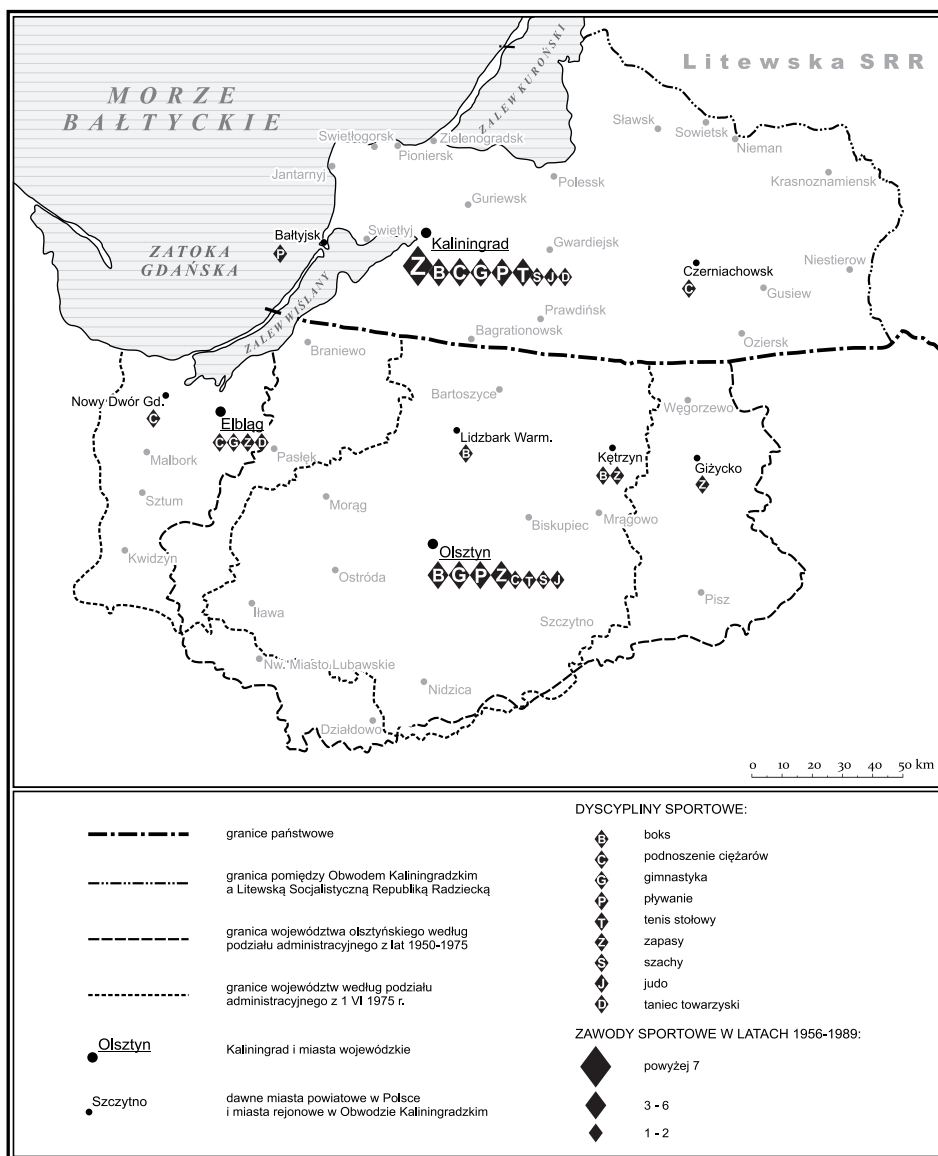 Litewska SRR
MORZE
BAŁTYCKIE
ZALEW KUROŃSKI
Sławsk
Sowietsk
Nieman
Swietłogorsk
Zielenogradsk
Pioniersk
Jantarnyj
Polessk
Krasnoznamiensk
Guriewsk
ZATOKA
GDAŃSKA
Bałtyjsk
P
Swietłyj
Kaliningrad
Z B C G P T S J D
Gwardiejsk
Czerniachowsk
C
Niestierow
Gusiew
ZALEW WIŚLANY
Prawdińsk
Bagrationowsk
Oziersk
Braniewo
Nowy Dwór Gd.
C
Elbląg
C G Z D
Bartoszyce
Węgorzewo
Lidzbark Warm.
B
Kętrzyn
B Z
Giżycko
Z
Malbork
Pasłęk
Sztum
Morąg
Biskupiec
Mrągowo
Kwidzyn
Olsztyn
B G P Z C T S J
Ostróda
Iława
Pisz
Szczytno
Nw. Miasto Lubawskie
Nidzica
Działdowo
0 10 20 30 40 50 km
granice państwowe
granica pomiędzy Obwodem Kaliningradzkim
a Litewską Socjalistyczną Republiką Radziecką
granica województwa olsztyńskiego według
podziału administracyjnego z lat 1950-1975
granice województw według podziału
administracyjnego z 1 VI 1975 r.
Olsztyn
Kaliningrad i miasta wojewódzkie
Szczytno
dawne miasta powiatowe w Polsce
i miasta rejonowe w Obwodzie Kaliningradzkim
DYSCYPLINY SPORTOWE:
B boks
C podnoszenie ciężarów
G gimnastyka
P pływanie
T tenis stołowy
Z zapasy
S szachy
J judo
D taniec towarzyski
ZAWODY SPORTOWE W LATACH 1956-1989:
powyżej 7
3 - 6
1 - 2